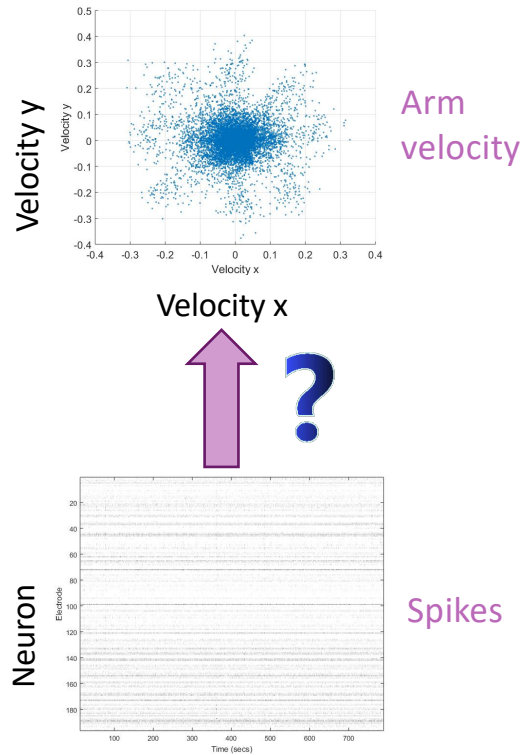 0.5
0.4
0.3
0.2
0.1
0
-0.1
-0.2
-0.3
-0.4
-0.4 -0.3 -0.2 -0.1 0 0.1 0.2 0.3 0.4
Velocity y
Velocity y
Velocity x
Arm
velocity
Velocity x
?
20
40
60
80
100
120
140
160
180
100 200 300 400 500 600 700
Neuron
Electrode
Time (secs)
Spikes